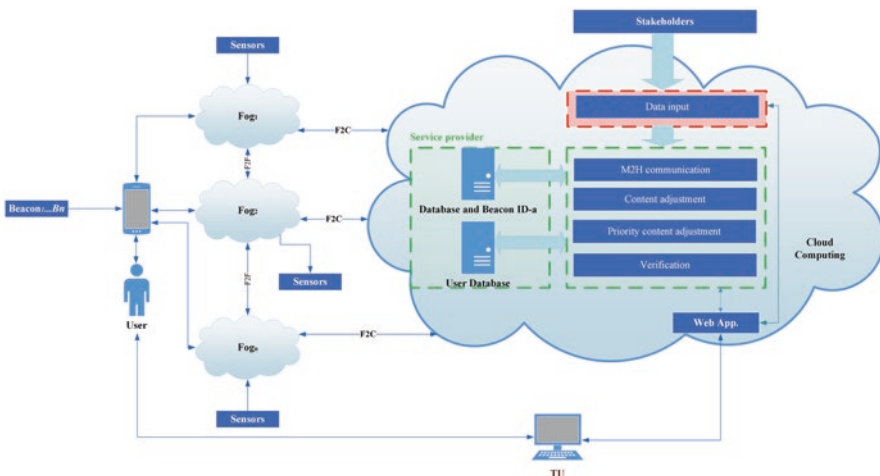 Stakeholders
Sensors
Data input
Fog₁
F2C
Service provider
F2F
M2H communication
Database and Beacon ID-a
Content adjustment
Beacon₁...Bn
Fog₂
F2C
Priority content adjustment
Cloud
Computing
Sensors
F2F
User Database
Verification
User
Web App.
Fogₙ
F2C
Sensors
TU